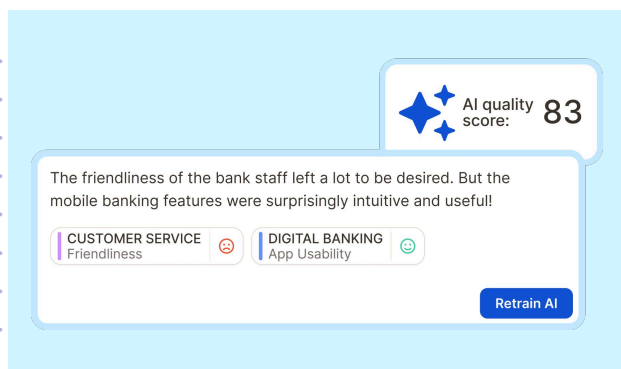 AI quality
score:
83
The friendliness of the bank staff left a lot to be desired. But the
mobile banking features were surprisingly intuitive and useful!
CUSTOMER SERVICE
Friendliness
DIGITAL BANKING
App Usability
Retrain AI